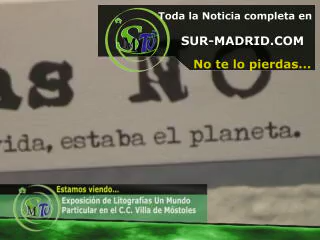 Toda la Noticia completa en
SUR-MADRID.COM
No te lo pierdas...
as NO
vida, estaba el planeta.
Estamos viendo...
Exposición de Litografías Un Mundo
Particular en el C.C. Villa de Móstoles